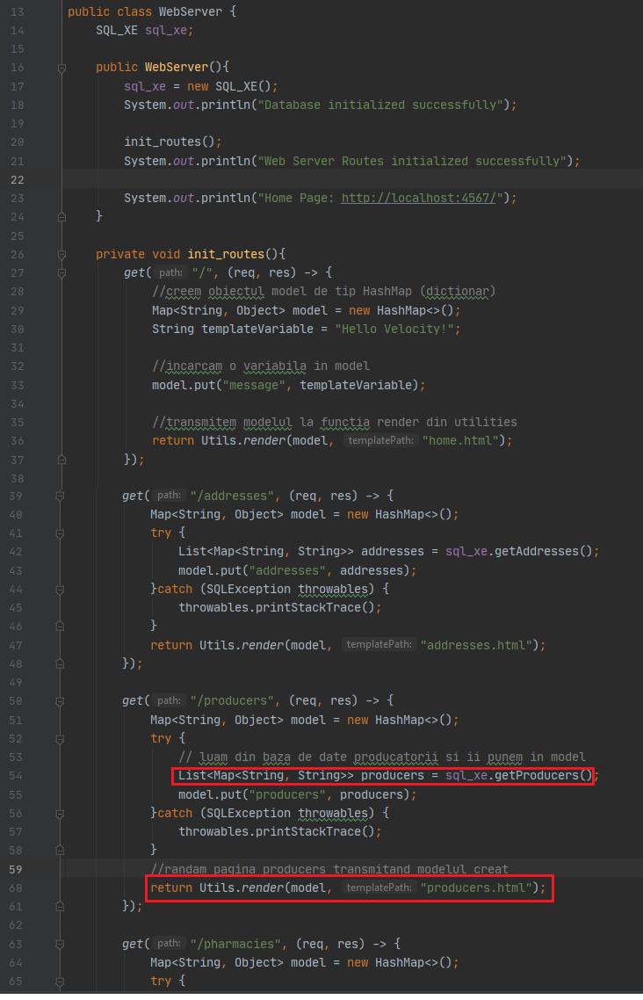 13 public class WebServer {
14 SQL_XE sql_xe;
15
16 public WebServer(){
17 sql_xe = new SQL_XE();
18 System.out.println("Database initialized successfully");
19
20 init_routes();
21 System.out.println("Web Server Routes initialized successfully");
22
23 System.out.println("Home Page: http://localhost:4567/");
24 }
25
26 private void init_routes(){
27 get( path: "/", (req, res) -> {
28 //creem obiectul model de tip HashMap (dictionar)
29 Map<String, Object> model = new HashMap<>();
30 String templateVariable = "Hello Velocity!";
31
32 //incarcam o variabila in model
33 model.put("message", templateVariable);
34
35 //transmitem modelul la functia render din utilities
36 return Utils.render(model, templatePath: "home.html");
37 });
38
39 get( path: "/addresses", (req, res) -> {
40 Map<String, Object> model = new HashMap<>();
41 try {
42 List<Map<String, String>> addresses = sql_xe.getAddresses();
43 model.put("addresses", addresses);
44 }catch (SQLException throwables) {
45 throwables.printStackTrace();
46 }
47 return Utils.render(model, templatePath: "addresses.html");
48 });
49
50 get( path: "/producers", (req, res) -> {
51 Map<String, Object> model = new HashMap<>();
52 try {
53 // luam din baza de date producatorii si ii punem in model
54 List<Map<String, String>> producers = sql_xe.getProducers();
55 model.put("producers", producers);
56 }catch (SQLException throwables) {
57 throwables.printStackTrace();
58 }
59 //randam pagina producers transmitand modelul creat
60 return Utils.render(model, templatePath: "producers.html");
61 });
62
63 get( path: "/pharmacies", (req, res) -> {
64 Map<String, Object> model = new HashMap<>();
65 try {